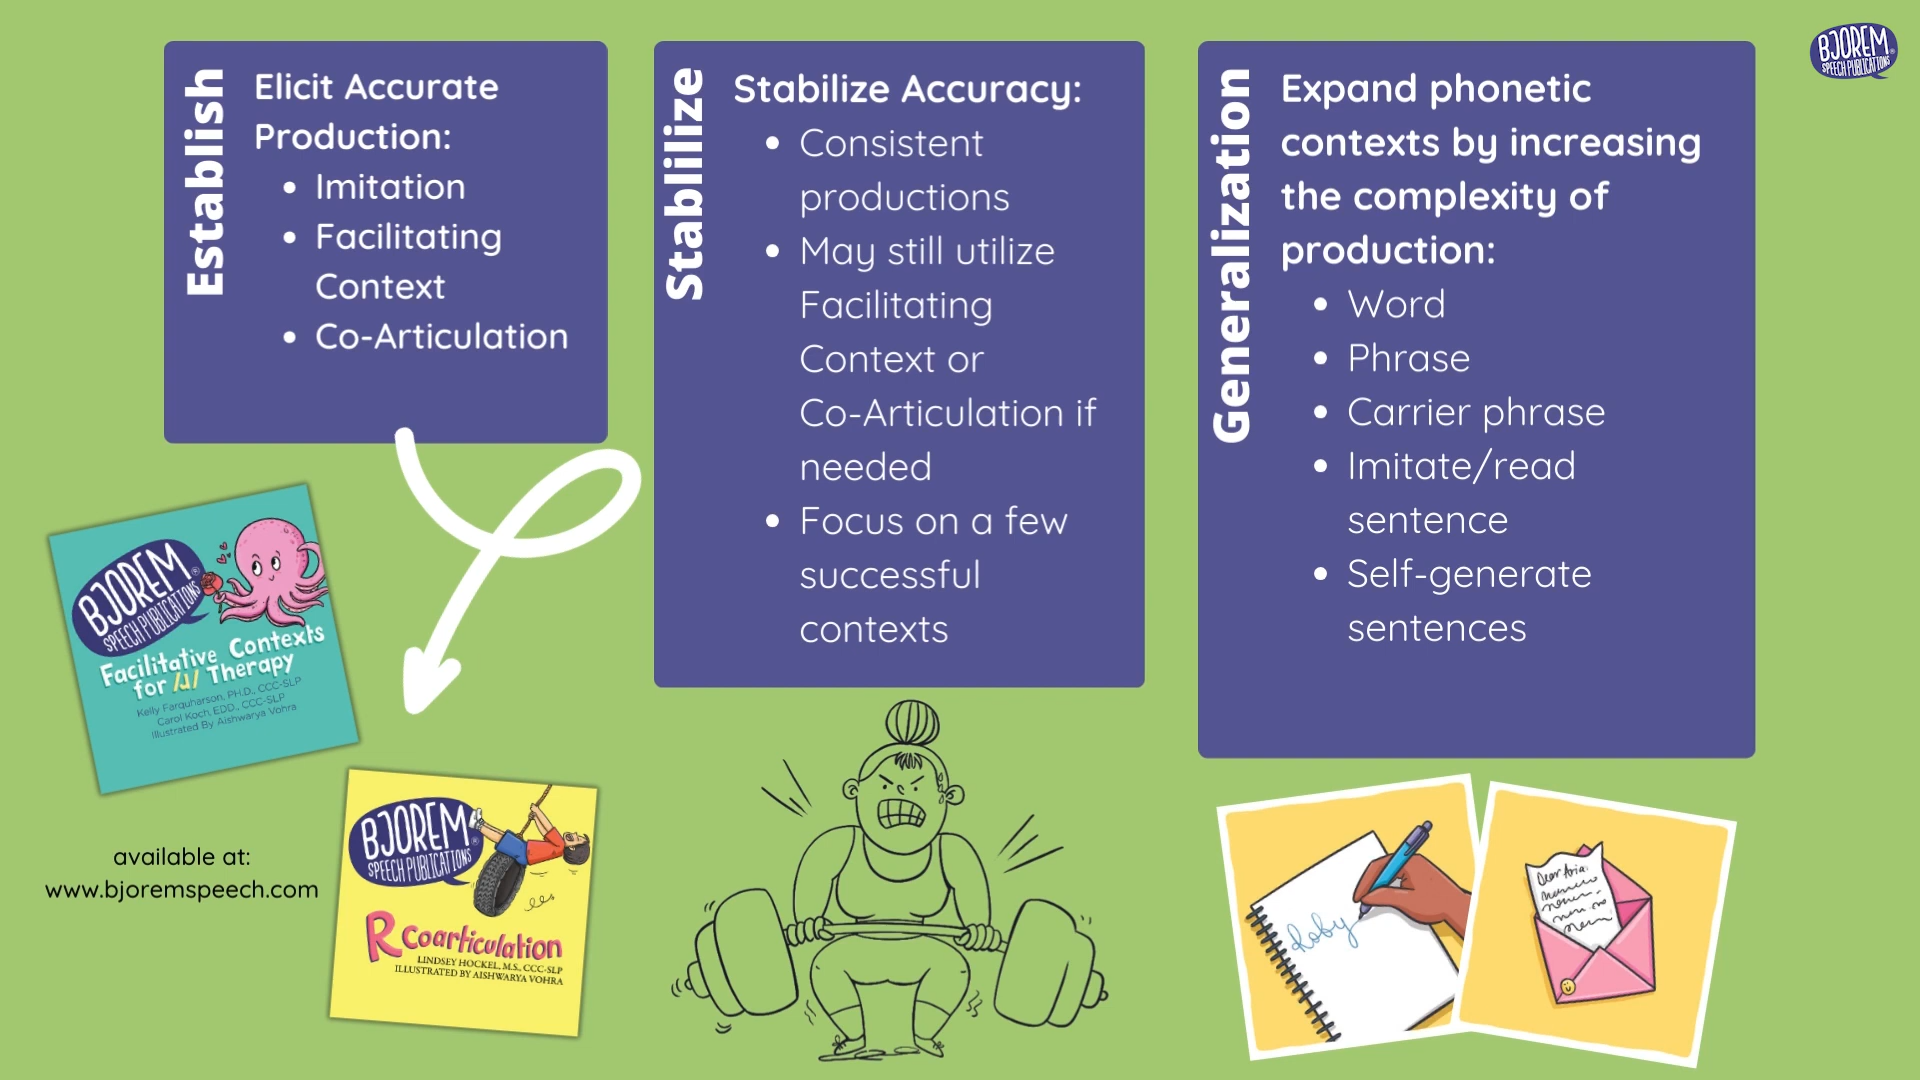 BJOREM
SPEECH PUBLICATIONS
Establish
Elicit Accurate
Production:
Imitation
Facilitating
Context
Co-Articulation
Stablilize
Stabilize Accuracy:
Consistent
productions
May still utilize
Facilitating
Context or
Co-Articulation if
needed
Focus on a few
successful
contexts
Generalization
Expand phonetic
contexts by increasing
the complexity of
production:
Word
Phrase
Carrier phrase
Imitate/read
sentence
Self-generate
sentences
BJOREM
SPEECH PUBLICATIONS
Facilitative Contexts
for /ɹ/ Therapy
Kelly Farquharson, PH.D., CCC-SLP
Carol Koch, EDD., CCC-SLP
Illustrated By Aishwarya Vohra
available at:
www.bjoremspeech.com
BJOREM
SPEECH PUBLICATIONS
R Coarticulation
LINDSEY HOCKEL, M.S., CCC-SLP
ILLUSTRATED BY AISHWARYA VOHRA
Dear Aria